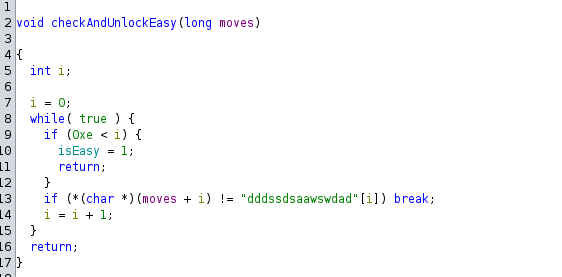 1
2 void checkAndUnlockEasy(long moves)
3
4 {
5 int i;
6
7 i = 0;
8 while( true ) {
9 if (0xe < i) {
10 isEasy = 1;
11 return;
12 }
13 if (*(char *)(moves + i) != "dddssdsaawswdad"[i]) break;
14 i = i + 1;
15 }
16 return;
17 }